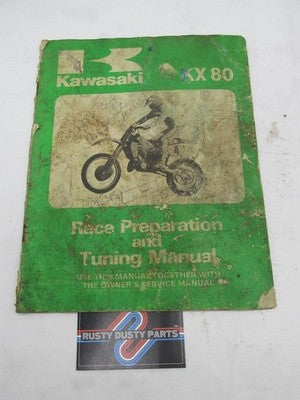 Kawasaki KX 80
Race Preparation
and
Tuning Manual
USE THIS MANUAL TOGETHER WITH
THE OWNER'S SERVICE MANUAL
RUSTY DUSTY PARTS